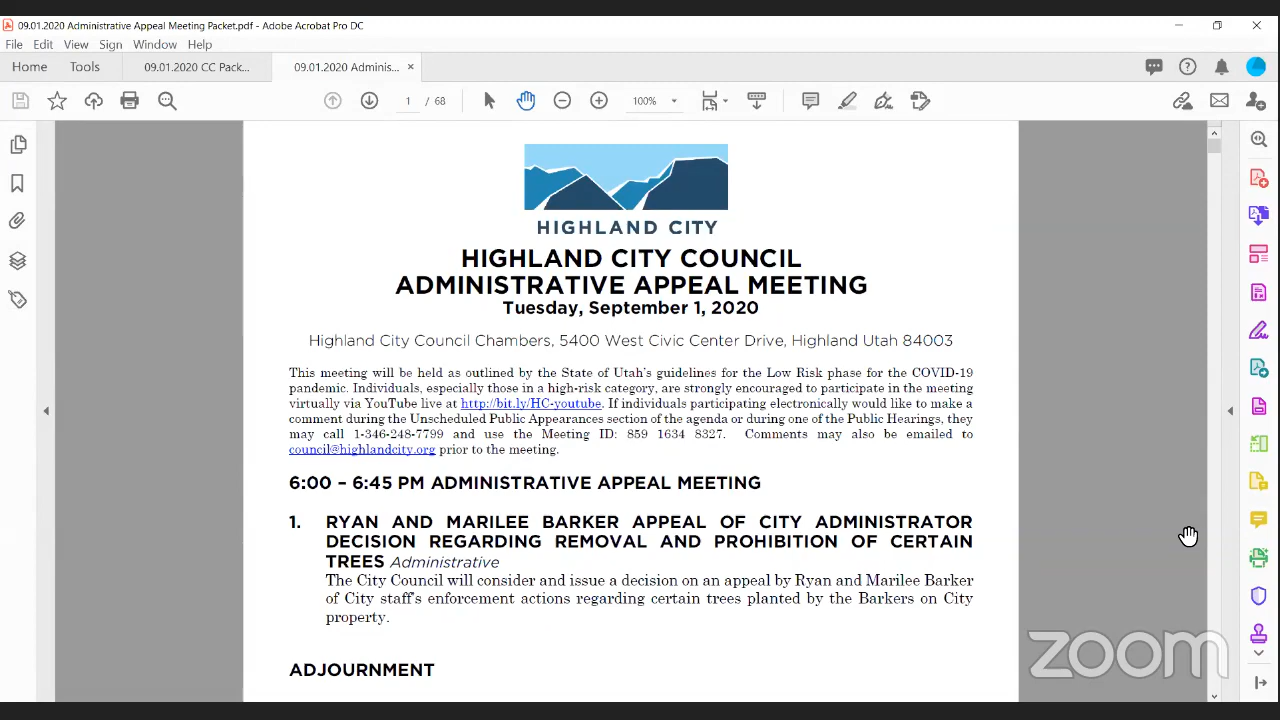 09.01.2020 Administrative Appeal Meeting Packet.pdf - Adobe Acrobat Pro DC
File Edit View Sign Window Help
Home Tools 09.01.2020 CC Pack... 09.01.2020 Adminis... ×
1 / 68 100%
HIGHLAND CITY
HIGHLAND CITY COUNCIL
ADMINISTRATIVE APPEAL MEETING
Tuesday, September 1, 2020
Highland City Council Chambers, 5400 West Civic Center Drive, Highland Utah 84003
This meeting will be held as outlined by the State of Utah's guidelines for the Low Risk phase for the COVID-19
pandemic. Individuals, especially those in a high-risk category, are strongly encouraged to participate in the meeting
virtually via YouTube live at http://bit.ly/HC-youtube. If individuals participating electronically would like to make a
comment during the Unscheduled Public Appearances section of the agenda or during one of the Public Hearings, they
may call 1-346-248-7799 and use the Meeting ID: 859 1634 8327. Comments may also be emailed to
council@highlandcity.org prior to the meeting.
6:00 – 6:45 PM ADMINISTRATIVE APPEAL MEETING
1. RYAN AND MARILEE BARKER APPEAL OF CITY ADMINISTRATOR
DECISION REGARDING REMOVAL AND PROHIBITION OF CERTAIN
TREES Administrative
The City Council will consider and issue a decision on an appeal by Ryan and Marilee Barker
of City staff's enforcement actions regarding certain trees planted by the Barkers on City
property.
zoom
ADJOURNMENT